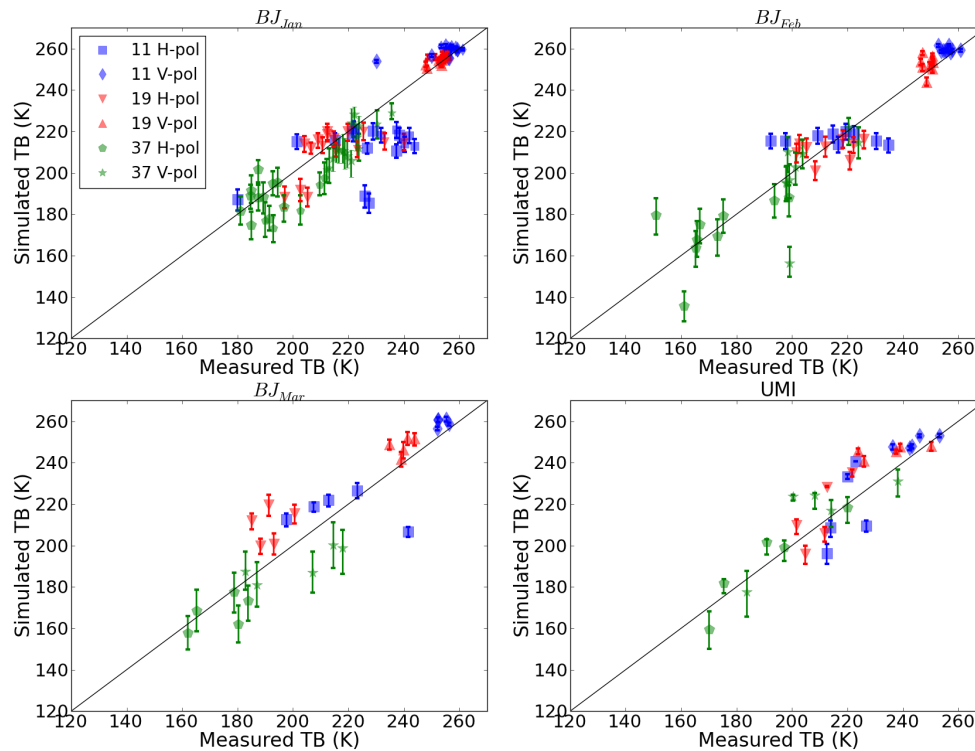 BJ_Jan
BJ_Feb
260
240
220
200
180
160
140
120
Simulated TB (K)
11 H-pol
11 V-pol
19 H-pol
19 V-pol
37 H-pol
37 V-pol
120 140 160 180 200 220 240 260
Measured TB (K)
260
240
220
200
180
160
140
120
Simulated TB (K)
120 140 160 180 200 220 240 260
Measured TB (K)
BJ_Mar
UMI
260
240
220
200
180
160
140
120
Simulated TB (K)
120 140 160 180 200 220 240 260
Measured TB (K)
260
240
220
200
180
160
140
120
Simulated TB (K)
120 140 160 180 200 220 240 260
Measured TB (K)